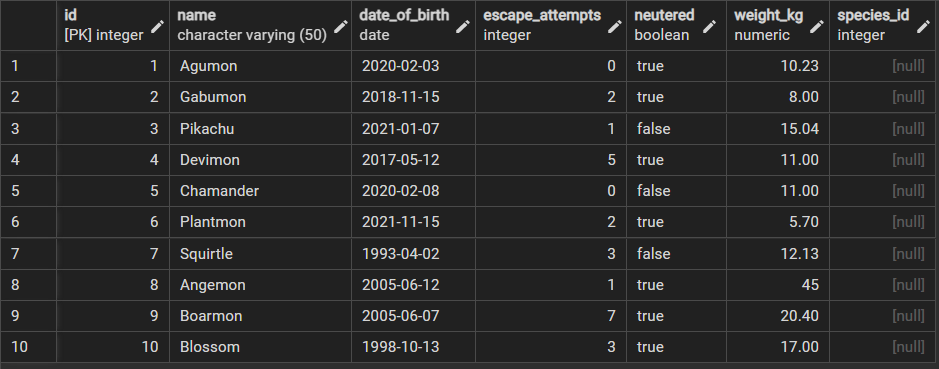 id name date_of_birth escape_attempts neutered weight_kg species_id
[PK] integer character varying (50) date integer boolean numeric integer
1 1 Agumon 2020-02-03 0 true 10.23 [null]
2 2 Gabumon 2018-11-15 2 true 8.00 [null]
3 3 Pikachu 2021-01-07 1 false 15.04 [null]
4 4 Devimon 2017-05-12 5 true 11.00 [null]
5 5 Chamander 2020-02-08 0 false 11.00 [null]
6 6 Plantmon 2021-11-15 2 true 5.70 [null]
7 7 Squirtle 1993-04-02 3 false 12.13 [null]
8 8 Angemon 2005-06-12 1 true 45 [null]
9 9 Boarmon 2005-06-07 7 true 20.40 [null]
10 10 Blossom 1998-10-13 3 true 17.00 [null]